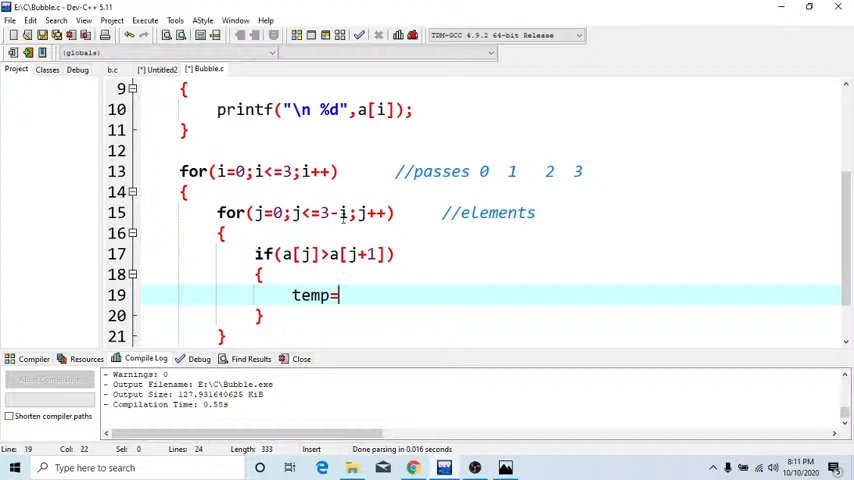 E:\C\Bubble.c - Dev-C++ 5.11
File Edit Search View Project Execute Tools AStyle Window Help
TDM-GCC 4.9.2 64-bit Release
(globals)
Project Classes Debug b.c [*] Untitled2 [*] Bubble.c
9 {
10 printf("\n %d",a[i]);
11 }
12
13 for(i=0;i<=3;i++) //passes 0 1 2 3
14 {
15 for(j=0;j<=3-i;j++) //elements
16 {
17 if(a[j]>a[j+1])
18 {
19 temp=
20 }
21 }
Compiler Resources Compile Log Debug Find Results Close
Abort Compilation
Shorten compiler paths
- Warnings: 0
- Output Filename: E:\C\Bubble.exe
- Output Size: 127.931640625 KiB
- Compilation Time: 0.58s
Line: 19 Col: 22 Sel: 0 Lines: 24 Length: 333 Insert Done parsing in 0.016 seconds
Type here to search
8:11 PM
10/10/2020
5